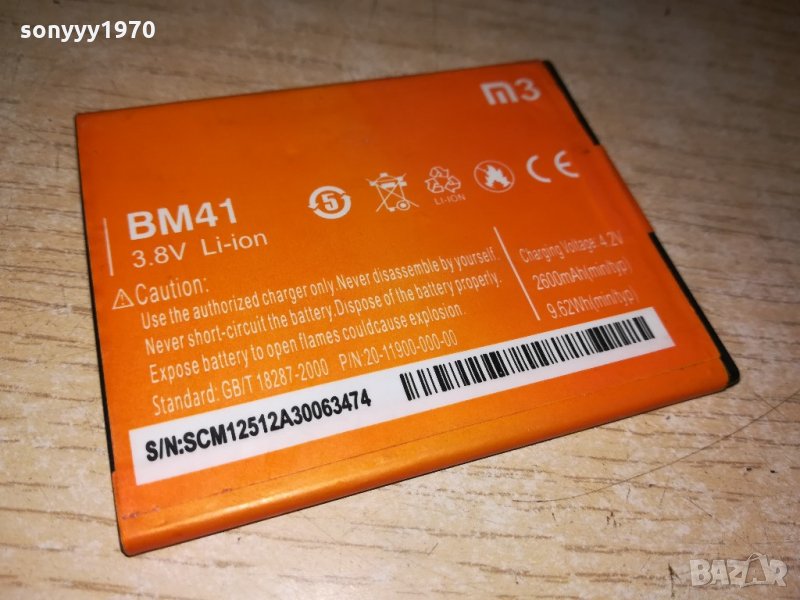 sonyyy1970
m3
BM41
3.8V Li-ion
5
LI-ION
CE
Caution:
Use the authorized charger only.Never disassemble by yourself.
Never short-circuit the battery.Dispose of the battery properly.
Expose battery to open flames couldcause explosion.
Standard: GB/T 18287-2000 P/N:20-11900-000-00
Charging Voltage: 4.2V
2600mAh(min/typ)
9.62Wh(min/typ)
S/N:SCM12512A30063474
BAZAR